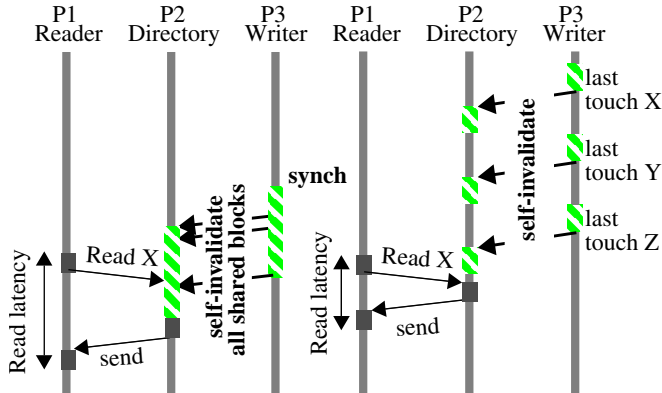 P1 P2 P3 P1 P2 P3
Reader Directory Writer Reader Directory Writer
last
touch X
last
touch Y
last
touch Z
synch
self-invalidate
all shared blocks
self-invalidate
Read latency
Read X
send
Read latency
Read X
send